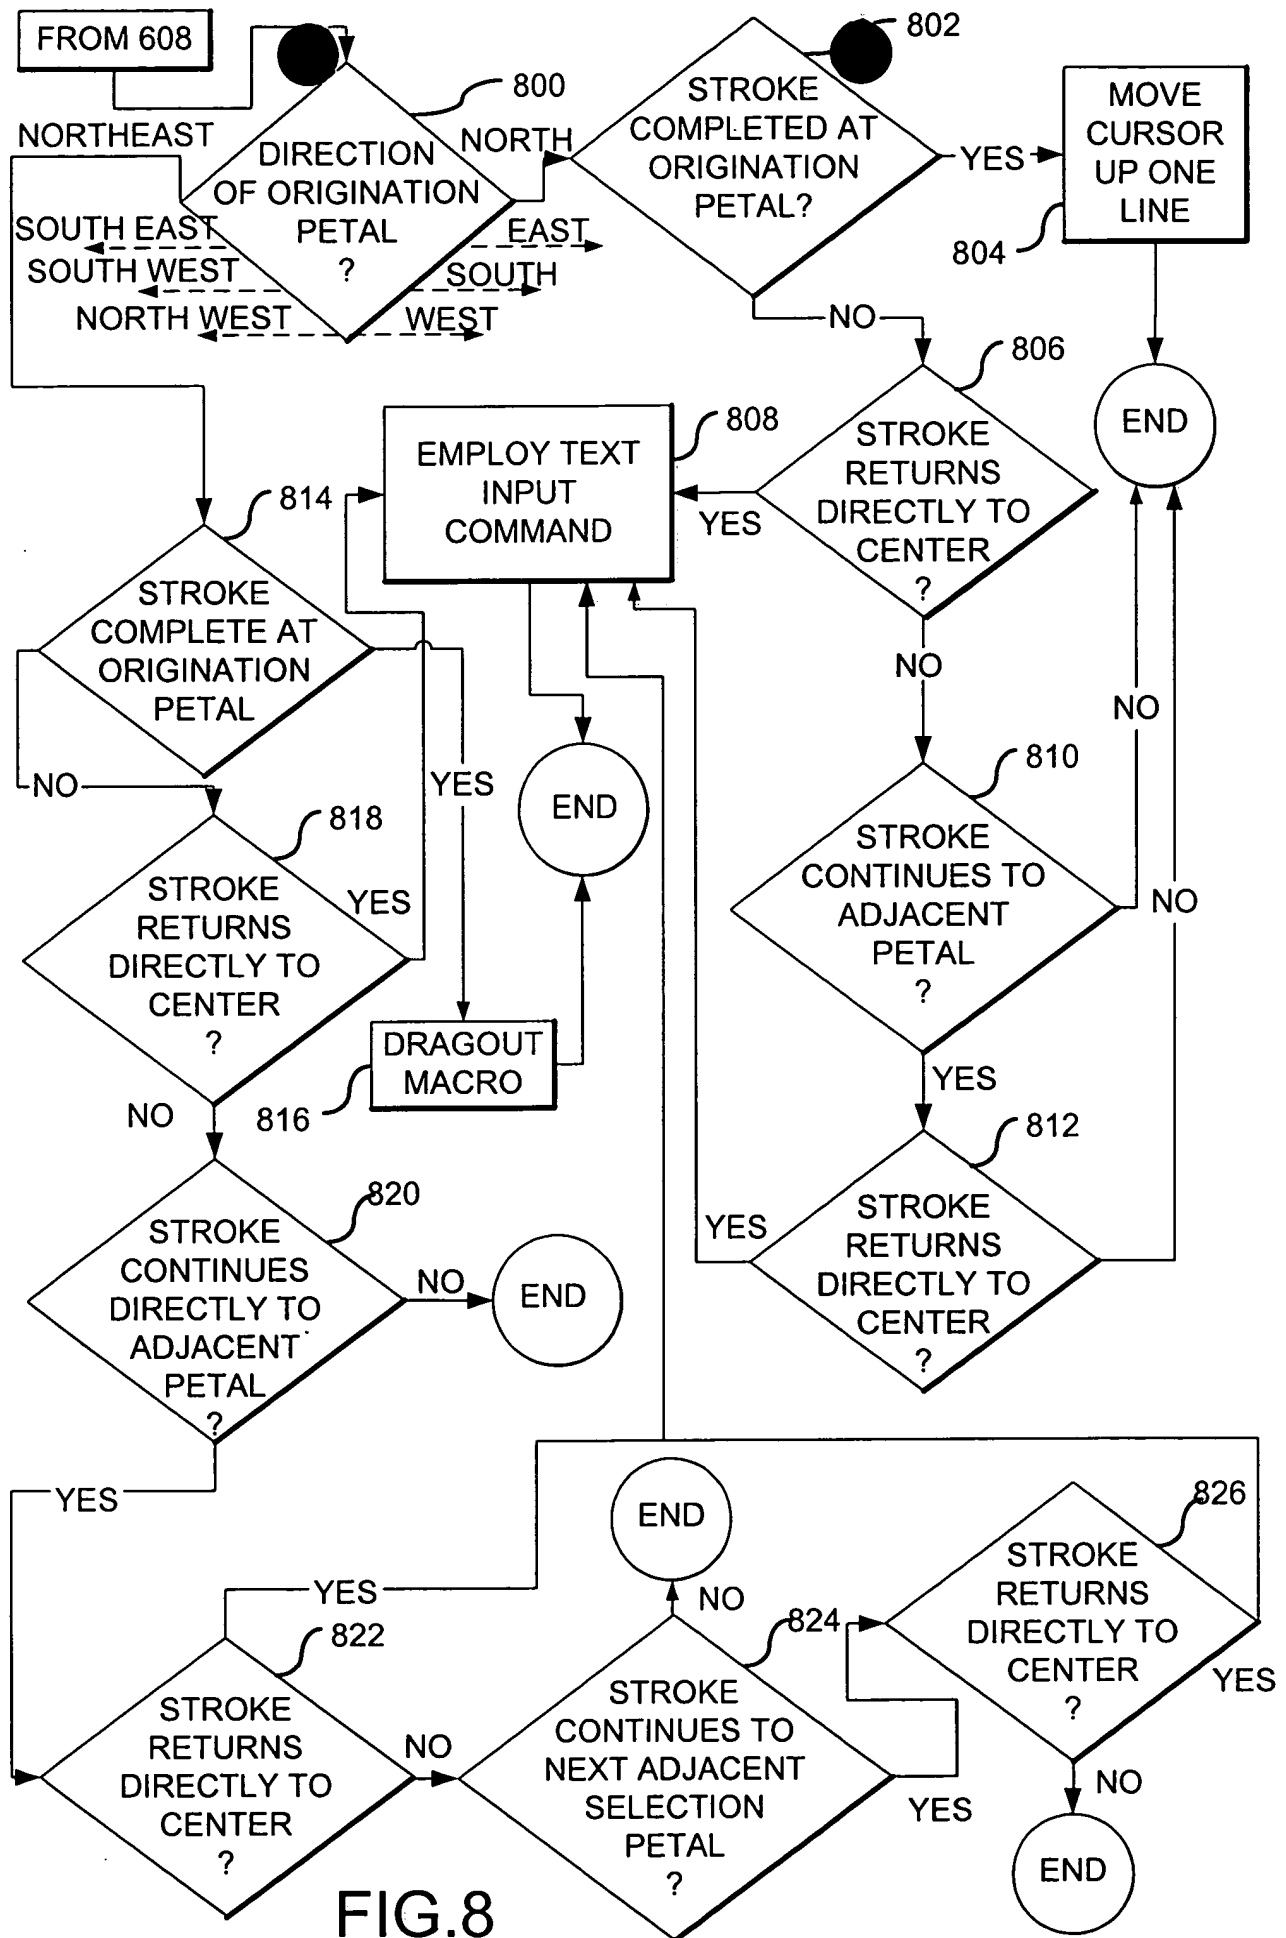 FROM 608
800
802
NORTHEAST
DIRECTION
OF ORIGINATION
PETAL
?
NORTH
STROKE
COMPLETED AT
ORIGINATION
PETAL?
YES
MOVE
CURSOR
UP ONE
LINE
804
SOUTH EAST
SOUTH WEST
NORTH WEST
EAST
SOUTH
WEST
NO
806
END
808
EMPLOY TEXT
INPUT
COMMAND
YES
STROKE
RETURNS
DIRECTLY TO
CENTER
?
814
STROKE
COMPLETE AT
ORIGINATION
PETAL
NO
NO
NO
810
YES
NO
818
END
STROKE
CONTINUES TO
ADJACENT
PETAL
?
NO
STROKE
RETURNS
DIRECTLY TO
CENTER
?
YES
DRAGOUT
MACRO
816
NO
YES
812
820
STROKE
CONTINUES
DIRECTLY TO
ADJACENT
PETAL
?
NO
END
YES
STROKE
RETURNS
DIRECTLY TO
CENTER
?
YES
END
826
STROKE
RETURNS
DIRECTLY TO
CENTER
?
YES
NO
822
824
STROKE
RETURNS
DIRECTLY TO
CENTER
?
NO
STROKE
CONTINUES TO
NEXT ADJACENT
SELECTION
PETAL
?
YES
YES
NO
END
FIG.8